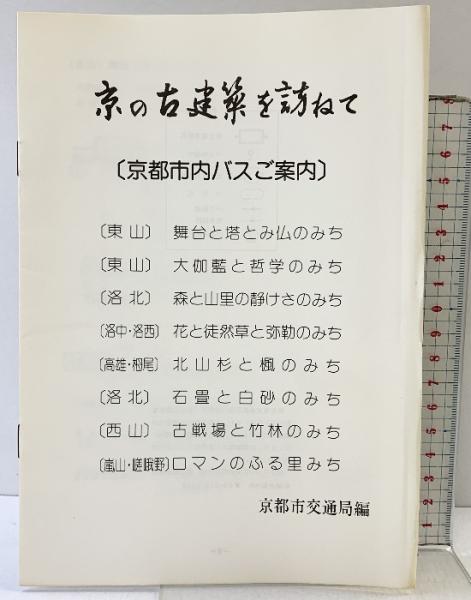 京の古建築を訪ねて
〔京都市内バスご案内〕
〔東山〕 舞台と塔とみ仏のみち
〔東山〕 大伽藍と哲学のみち
〔洛北〕 森と山里の静けさのみち
〔洛中・洛西〕 花と徒然草と弥勒のみち
〔高雄・栂尾〕 北山杉と楓のみち
〔洛北〕 石畳と白砂のみち
〔西山〕 古戦場と竹林のみち
〔嵐山・嵯峨野〕 ロマンのふる里みち
京都市交通局編